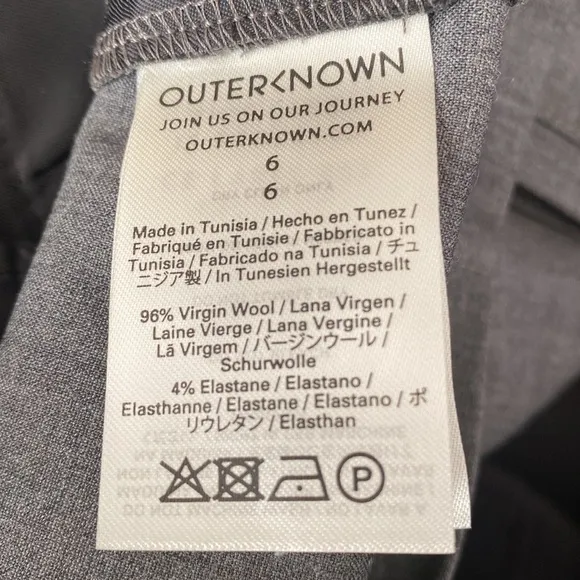 OUTERKNOWN
JOIN US ON OUR JOURNEY
OUTERKNOWN.COM
6
6
Made in Tunisia / Hecho en Tunez /
Fabriqué en Tunisie / Fabbricato in
Tunisia / Fabricado na Tunisia / チュ
ニジア製 / In Tunesien Hergestellt
96% Virgin Wool / Lana Virgen /
Laine Vierge / Lana Vergine /
Lã Virgem / バージンウール /
Schurwolle
4% Elastane / Elastano /
Elasthanne / Elastane / Elastano / ポ
リウレタン / Elasthan
P